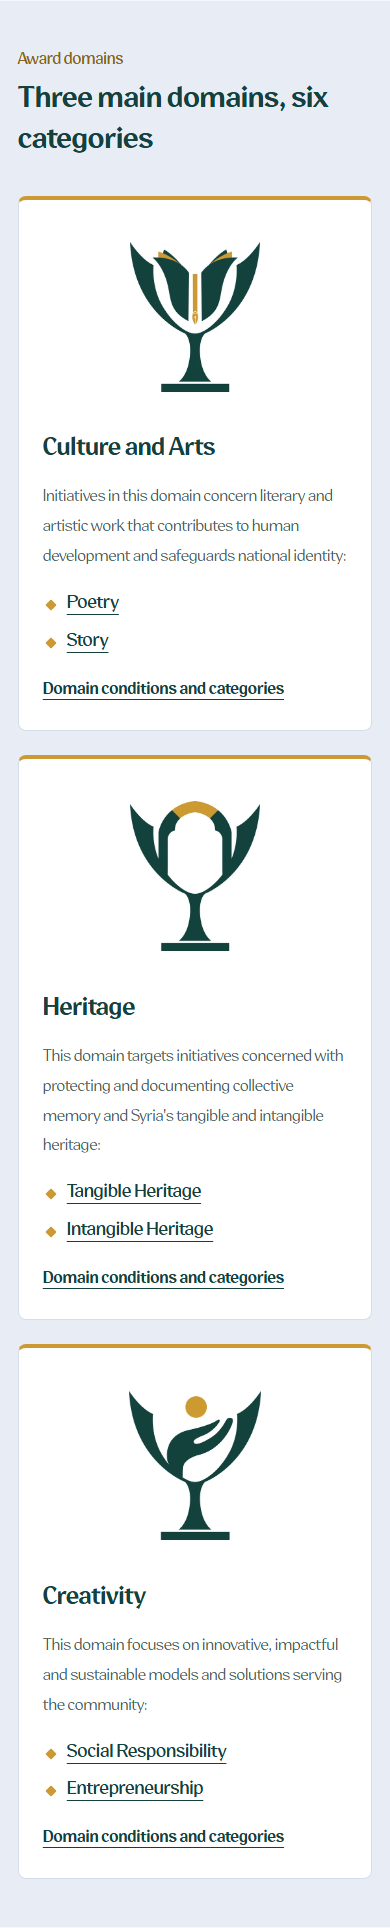 Award domains
Three main domains, six
categories
Culture and Arts
Initiatives in this domain concern literary and
artistic work that contributes to human
development and safeguards national identity:
Poetry
Story
Domain conditions and categories
Heritage
This domain targets initiatives concerned with
protecting and documenting collective
memory and Syria's tangible and intangible
heritage:
Tangible Heritage
Intangible Heritage
Domain conditions and categories
Creativity
This domain focuses on innovative, impactful
and sustainable models and solutions serving
the community:
Social Responsibility
Entrepreneurship
Domain conditions and categories